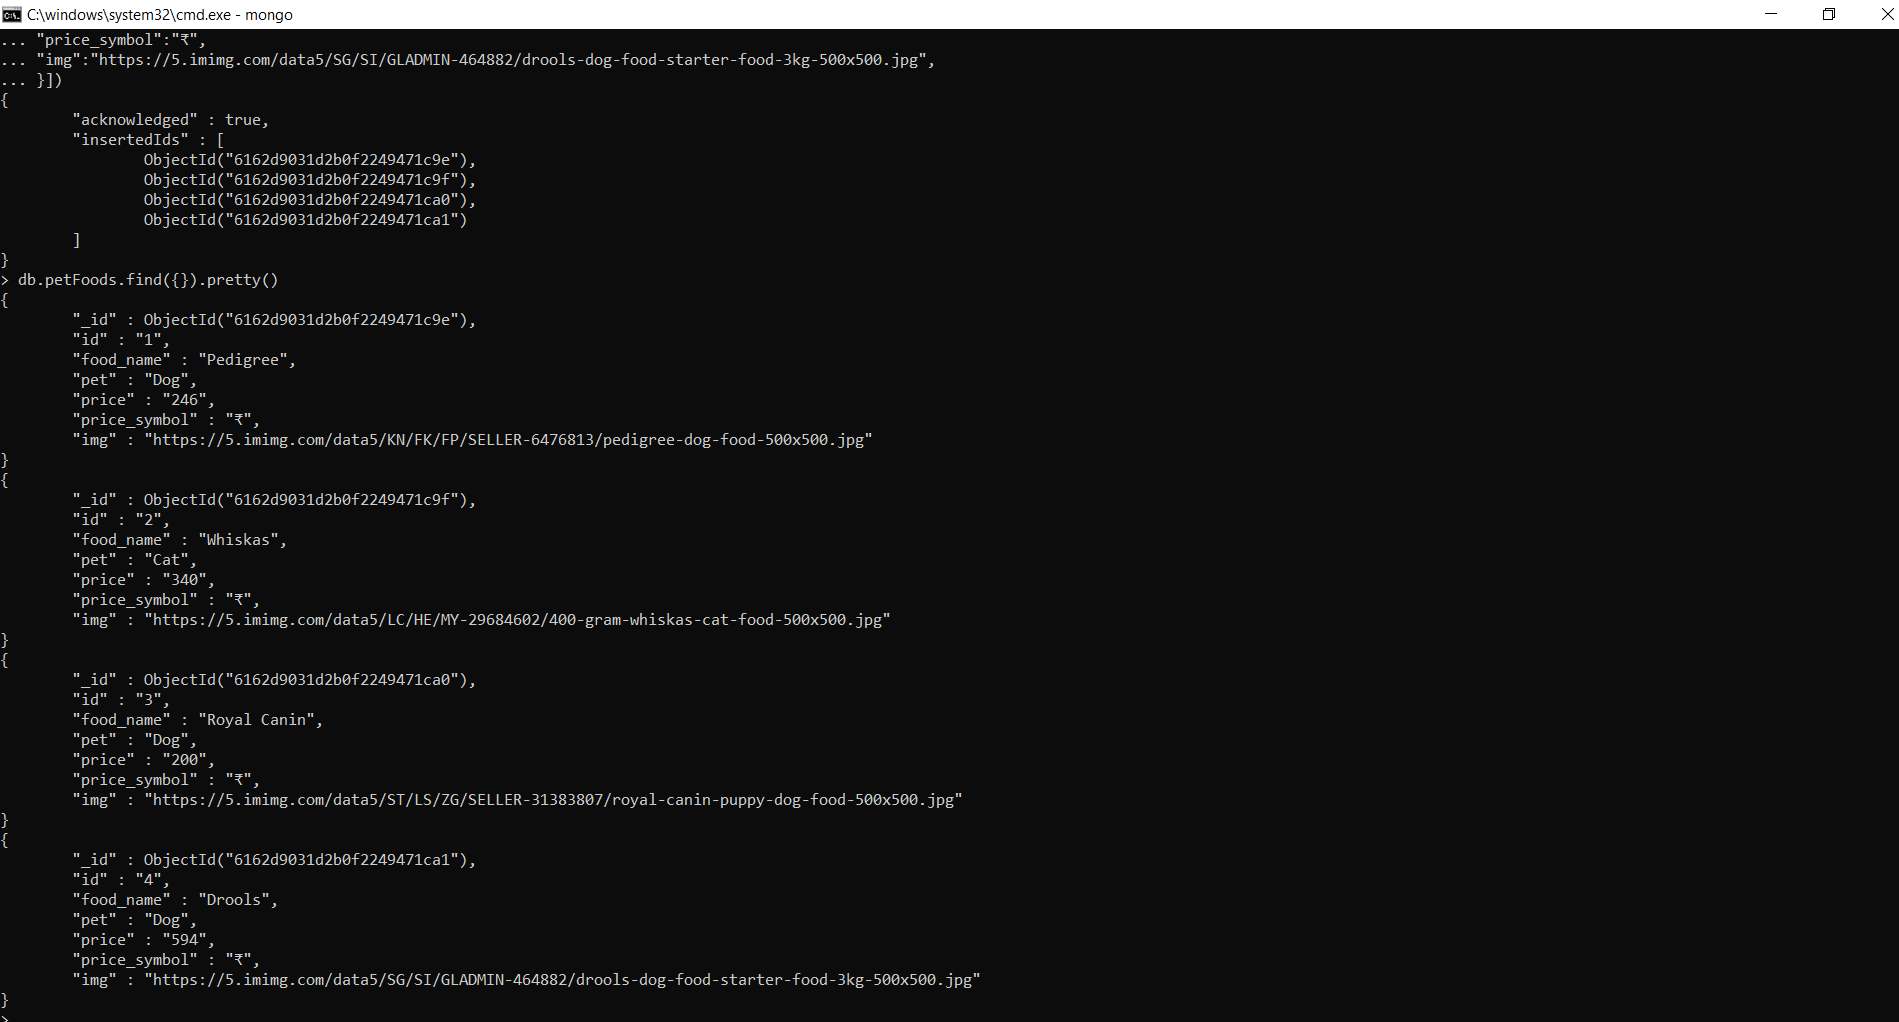 C:\windows\system32\cmd.exe - mongo
... "price_symbol":"₹",
... "img":"https://5.imimg.com/data5/SG/SI/GLADMIN-464882/drools-dog-food-starter-food-3kg-500x500.jpg",
... }])
{
        "acknowledged" : true,
        "insertedIds" : [
                ObjectId("6162d9031d2b0f2249471c9e"),
                ObjectId("6162d9031d2b0f2249471c9f"),
                ObjectId("6162d9031d2b0f2249471ca0"),
                ObjectId("6162d9031d2b0f2249471ca1")
        ]
}
> db.petFoods.find({}).pretty()
{
        "_id" : ObjectId("6162d9031d2b0f2249471c9e"),
        "id" : "1",
        "food_name" : "Pedigree",
        "pet" : "Dog",
        "price" : "246",
        "price_symbol" : "₹",
        "img" : "https://5.imimg.com/data5/KN/FK/FP/SELLER-6476813/pedigree-dog-food-500x500.jpg"
}
{
        "_id" : ObjectId("6162d9031d2b0f2249471c9f"),
        "id" : "2",
        "food_name" : "Whiskas",
        "pet" : "Cat",
        "price" : "340",
        "price_symbol" : "₹",
        "img" : "https://5.imimg.com/data5/LC/HE/MY-29684602/400-gram-whiskas-cat-food-500x500.jpg"
}
{
        "_id" : ObjectId("6162d9031d2b0f2249471ca0"),
        "id" : "3",
        "food_name" : "Royal Canin",
        "pet" : "Dog",
        "price" : "200",
        "price_symbol" : "₹",
        "img" : "https://5.imimg.com/data5/ST/LS/ZG/SELLER-31383807/royal-canin-puppy-dog-food-500x500.jpg"
}
{
        "_id" : ObjectId("6162d9031d2b0f2249471ca1"),
        "id" : "4",
        "food_name" : "Drools",
        "pet" : "Dog",
        "price" : "594",
        "price_symbol" : "₹",
        "img" : "https://5.imimg.com/data5/SG/SI/GLADMIN-464882/drools-dog-food-starter-food-3kg-500x500.jpg"
}
>